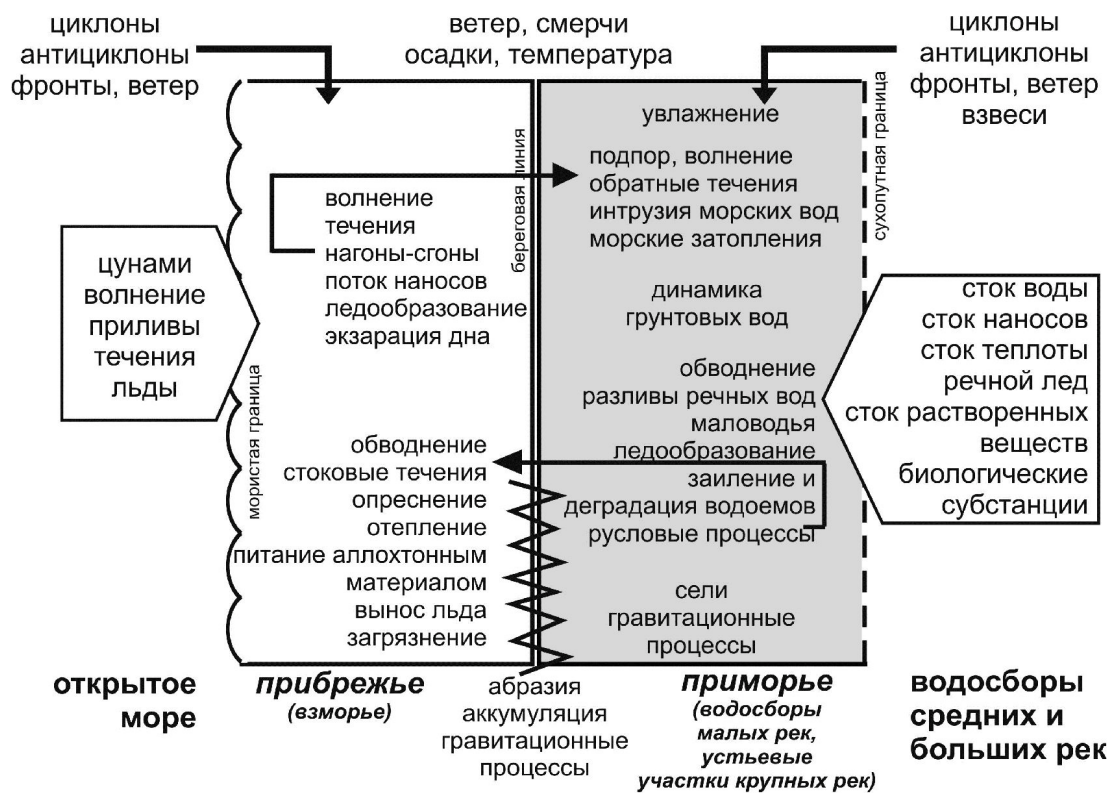 циклоны
антициклоны
фронты, ветер
ветер, смерчи
осадки, температура
циклоны
антициклоны
фронты, ветер
взвеси
цунами
волнение
приливы
течения
льды
мористая граница
волнение
течения
нагоны-сгоны
поток наносов
ледообразование
экзарация дна
обводнение
стоковые течения
опреснение
отепление
питание аллохтонным
материалом
вынос льда
загрязнение
береговая линия
увлажнение
подпор, волнение
обратные течения
интрузия морских вод
морские затопления
динамика
грунтовых вод
обводнение
разливы речных вод
маловодья
ледообразование
заиление и
деградация водоемов
русловые процессы
сели
гравитационные
процессы
сухопутная граница
сток воды
сток наносов
сток теплоты
речной лед
сток растворенных
веществ
биологические
субстанции
открытое
море
прибрежье
(взморье)
абразия
аккумуляция
гравитационные
процессы
приморье
(водосборы
малых рек,
устьевые
участки крупных рек)
водосборы
средних и
больших рек